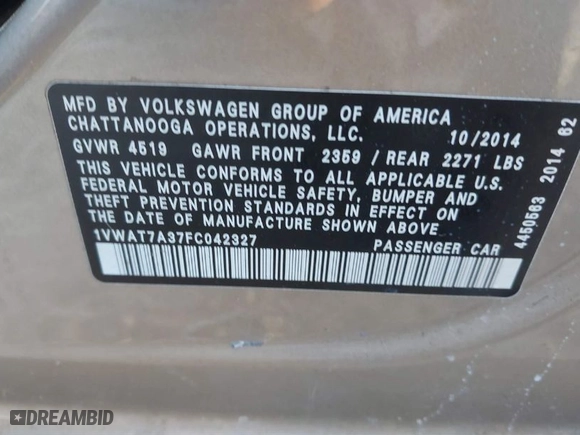 MFD BY VOLKSWAGEN GROUP OF AMERICA
CHATTANOOGA OPERATIONS, LLC. 10/2014
GVWR 4519 GAWR FRONT 2359 / REAR 2271 LBS
THIS VEHICLE CONFORMS TO ALL APPLICABLE U.S.
FEDERAL MOTOR VEHICLE SAFETY, BUMPER AND
THEFT PREVENTION STANDARDS IN EFFECT ON
THE DATE OF MANUFACTURE SHOWN ABOVE
1VWAT7A37FC042327 PASSENGER CAR
4450563 2014 62
DREAMBID